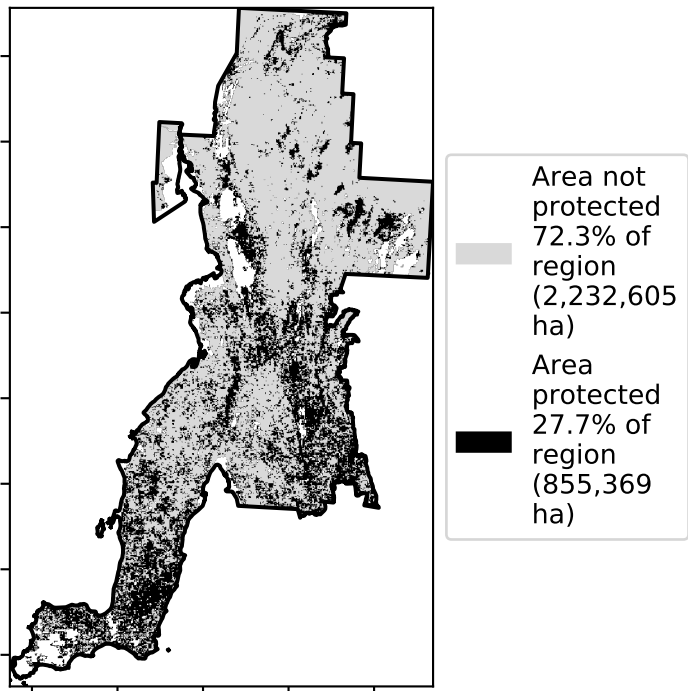 Area not
protected
72.3% of
region
(2,232,605
ha)
Area
protected
27.7% of
region
(855,369
ha)